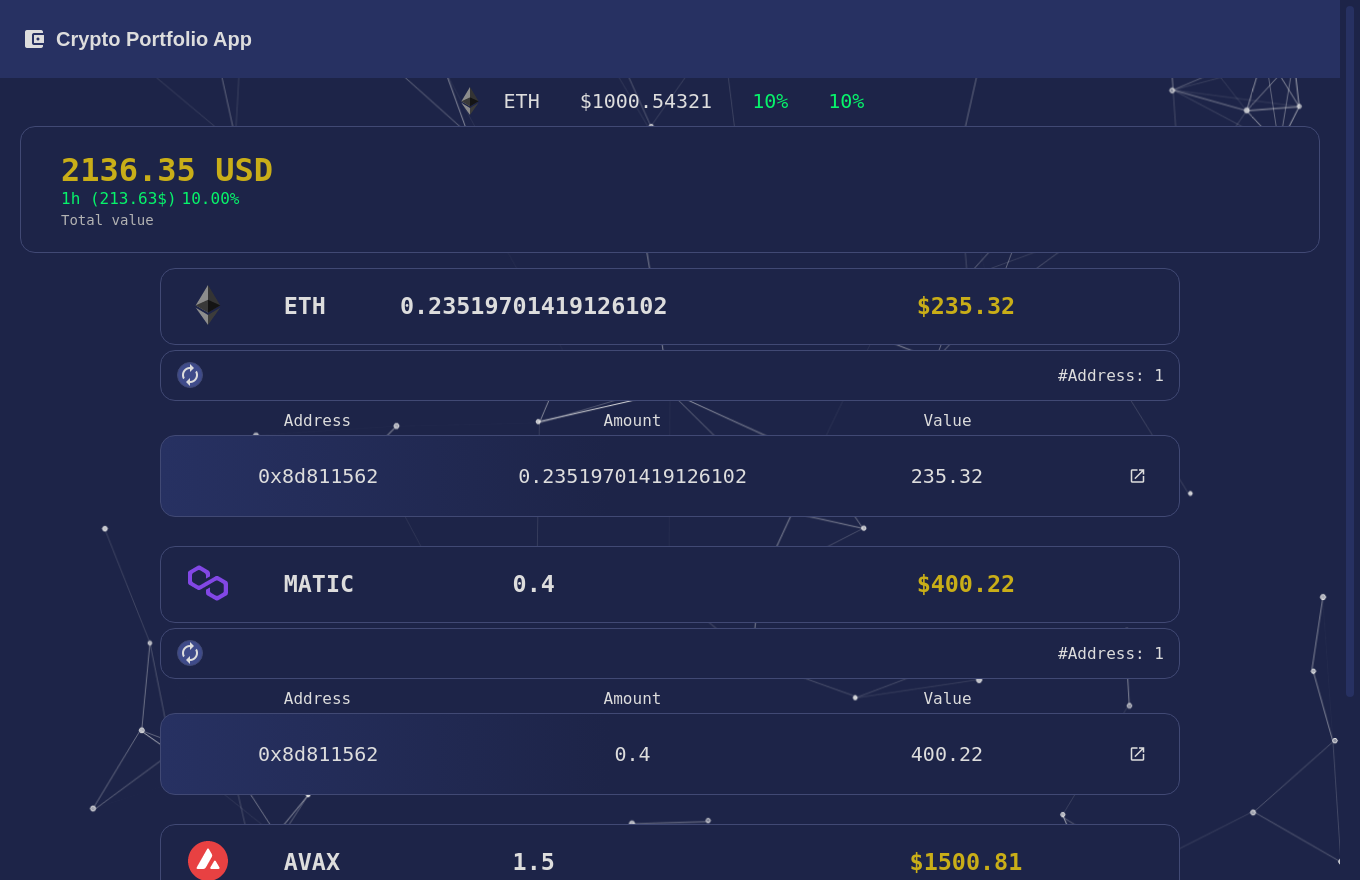 Crypto Portfolio App
ETH $1000.54321 10% 10%
2136.35 USD
1h (213.63$) 10.00%
Total value
ETH 0.23519701419126102 $235.32
#Address: 1
Address Amount Value
0x8d811562 0.23519701419126102 235.32
MATIC 0.4 $400.22
#Address: 1
Address Amount Value
0x8d811562 0.4 400.22
AVAX 1.5 $1500.81